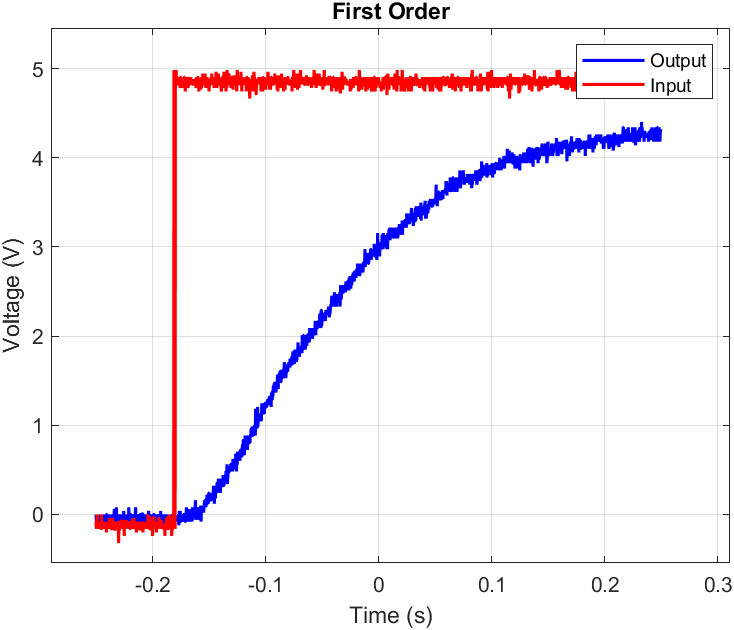 First Order
Output
Input
5
4
3
2
1
0
Voltage (V)
-0.2 -0.1 0 0.1 0.2 0.3
Time (s)